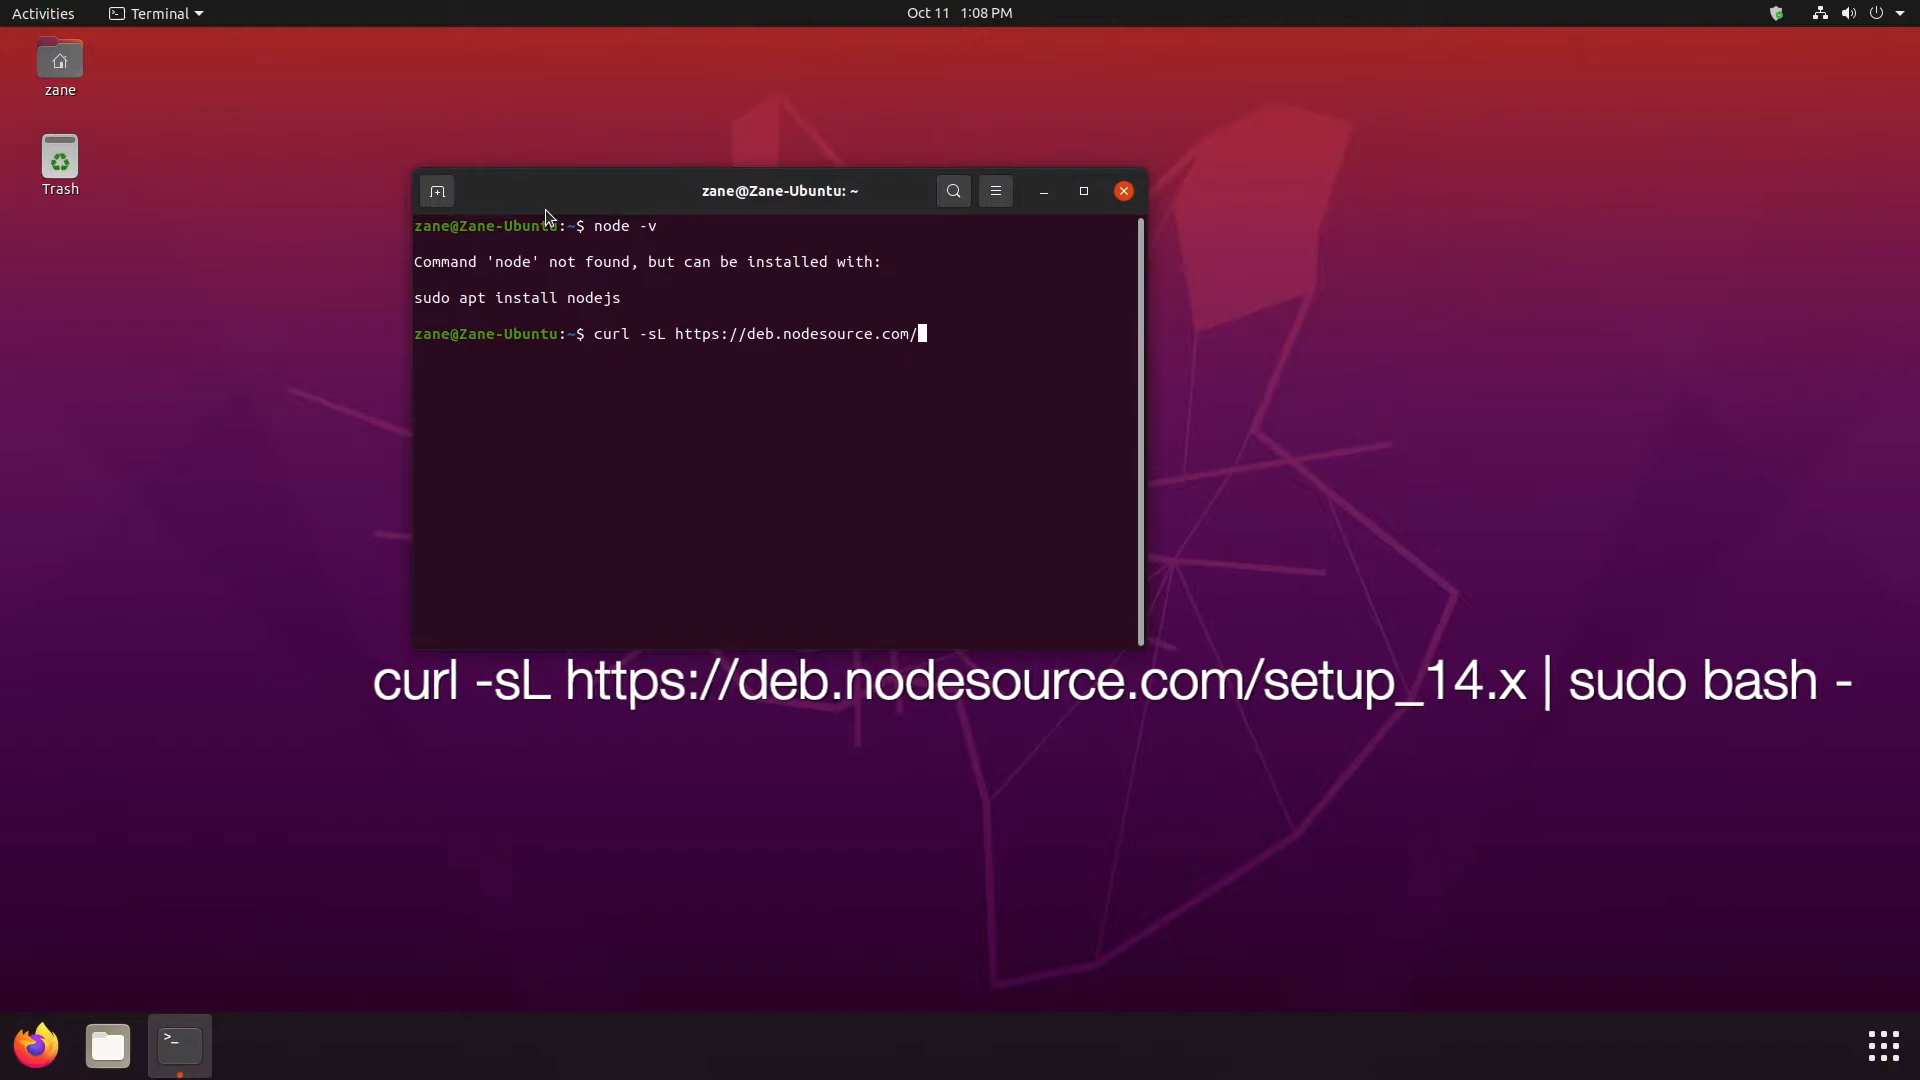 Activities
Terminal
Oct 11 1:08 PM
zane
Trash
zane@Zane-Ubuntu: ~
zane@Zane-Ubuntu:~$ node -v
Command 'node' not found, but can be installed with:
sudo apt install nodejs
zane@Zane-Ubuntu:~$ curl -sL https://deb.nodesource.com/
curl -sL https://deb.nodesource.com/setup_14.x | sudo bash -
>_